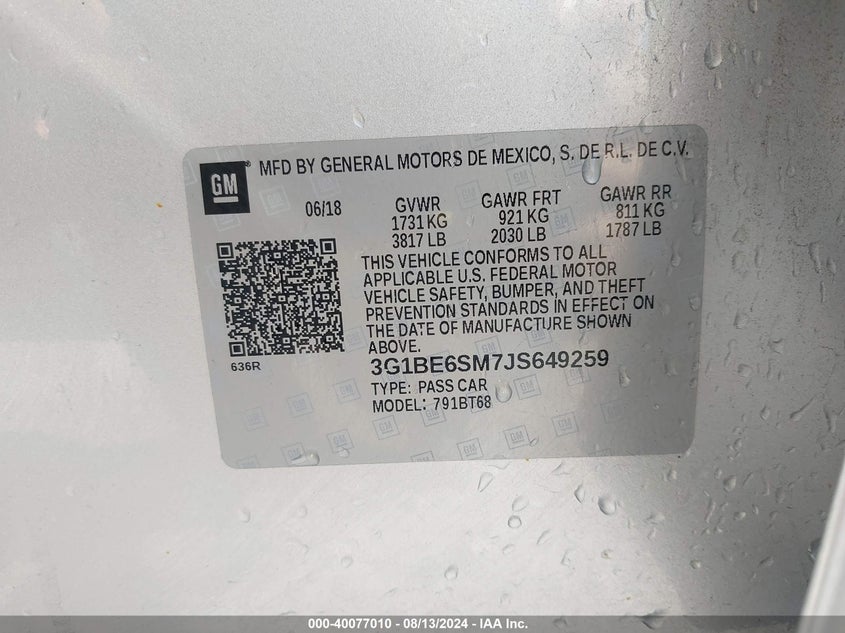 GM
MFD BY GENERAL MOTORS DE MEXICO, S. DE R.L. DE C.V.
06/18
GVWR
1731 KG
3817 LB
GAWR FRT
921 KG
2030 LB
GAWR RR
811 KG
1787 LB
THIS VEHICLE CONFORMS TO ALL
APPLICABLE U.S. FEDERAL MOTOR
VEHICLE SAFETY, BUMPER, AND THEFT
PREVENTION STANDARDS IN EFFECT ON
THE DATE OF MANUFACTURE SHOWN
ABOVE.
636R
3G1BE6SM7JS649259
TYPE: PASS CAR
MODEL: 791BT68
000-40077010 - 08/13/2024 - IAA Inc.